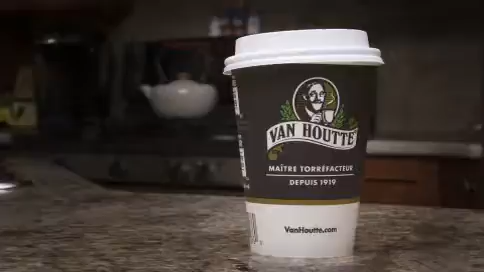 VAN HOUTTE
MAÎTRE TORRÉFACTEUR
DEPUIS 1919
VanHoutte.com